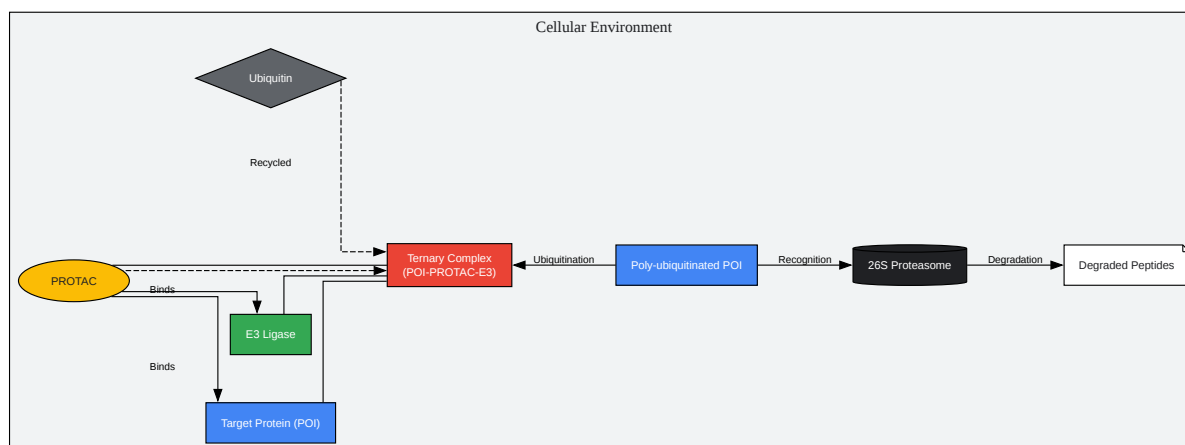 Cellular Environment
Ubiquitin
Recycled
Ternary Complex
(POI-PROTAC-E3)
Ubiquitination
Poly-ubiquitinated POI
Recognition
26S Proteasome
Degradation
Degraded Peptides
PROTAC
Binds
E3 Ligase
Binds
Target Protein (POI)